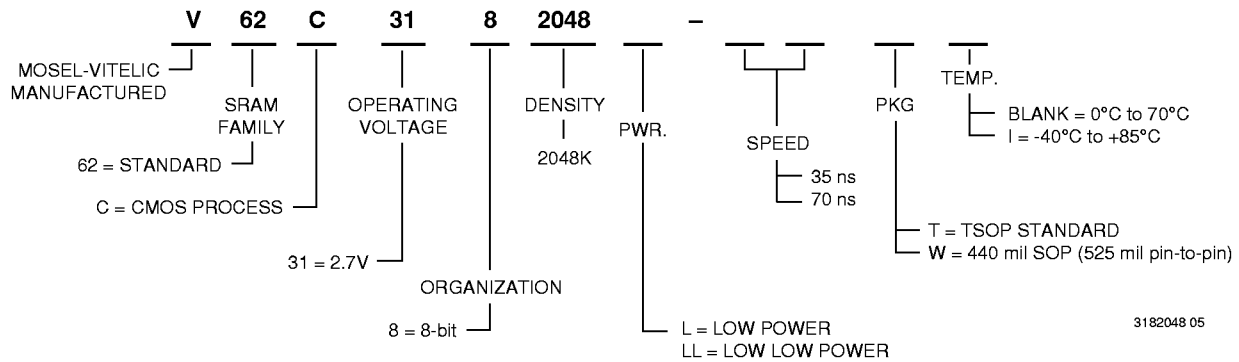 V 62 C 31 8 2048 –
MOSEL-VITELIC
MANUFACTURED
SRAM
FAMILY
62 = STANDARD
C = CMOS PROCESS
OPERATING
VOLTAGE
31 = 2.7V
ORGANIZATION
8 = 8-bit
DENSITY
2048K
PWR.
L = LOW POWER
LL = LOW LOW POWER
SPEED
35 ns
70 ns
PKG
T = TSOP STANDARD
W = 440 mil SOP (525 mil pin-to-pin)
TEMP.
BLANK = 0°C to 70°C
I = -40°C to +85°C
3182048 05